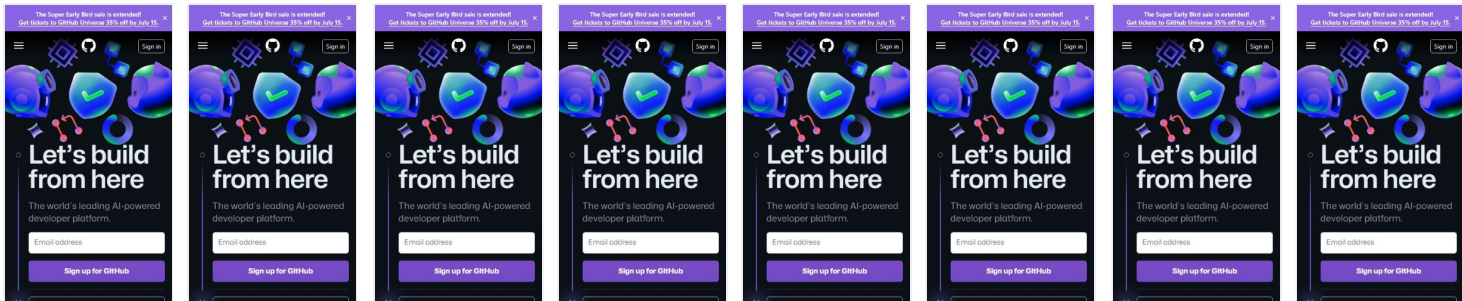 The Super Early Bird sale is extended!
Get tickets to GitHub Universe 35% off by July 15.
Sign in
Let's build
from here
The world's leading AI-powered
developer platform.
Email address
Sign up for GitHub
The Super Early Bird sale is extended!
Get tickets to GitHub Universe 35% off by July 15.
Sign in
Let's build
from here
The world's leading AI-powered
developer platform.
Email address
Sign up for GitHub
The Super Early Bird sale is extended!
Get tickets to GitHub Universe 35% off by July 15.
Sign in
Let's build
from here
The world's leading AI-powered
developer platform.
Email address
Sign up for GitHub
The Super Early Bird sale is extended!
Get tickets to GitHub Universe 35% off by July 15.
Sign in
Let's build
from here
The world's leading AI-powered
developer platform.
Email address
Sign up for GitHub
The Super Early Bird sale is extended!
Get tickets to GitHub Universe 35% off by July 15.
Sign in
Let's build
from here
The world's leading AI-powered
developer platform.
Email address
Sign up for GitHub
The Super Early Bird sale is extended!
Get tickets to GitHub Universe 35% off by July 15.
Sign in
Let's build
from here
The world's leading AI-powered
developer platform.
Email address
Sign up for GitHub
The Super Early Bird sale is extended!
Get tickets to GitHub Universe 35% off by July 15.
Sign in
Let's build
from here
The world's leading AI-powered
developer platform.
Email address
Sign up for GitHub
The Super Early Bird sale is extended!
Get tickets to GitHub Universe 35% off by July 15.
Sign in
Let's build
from here
The world's leading AI-powered
developer platform.
Email address
Sign up for GitHub